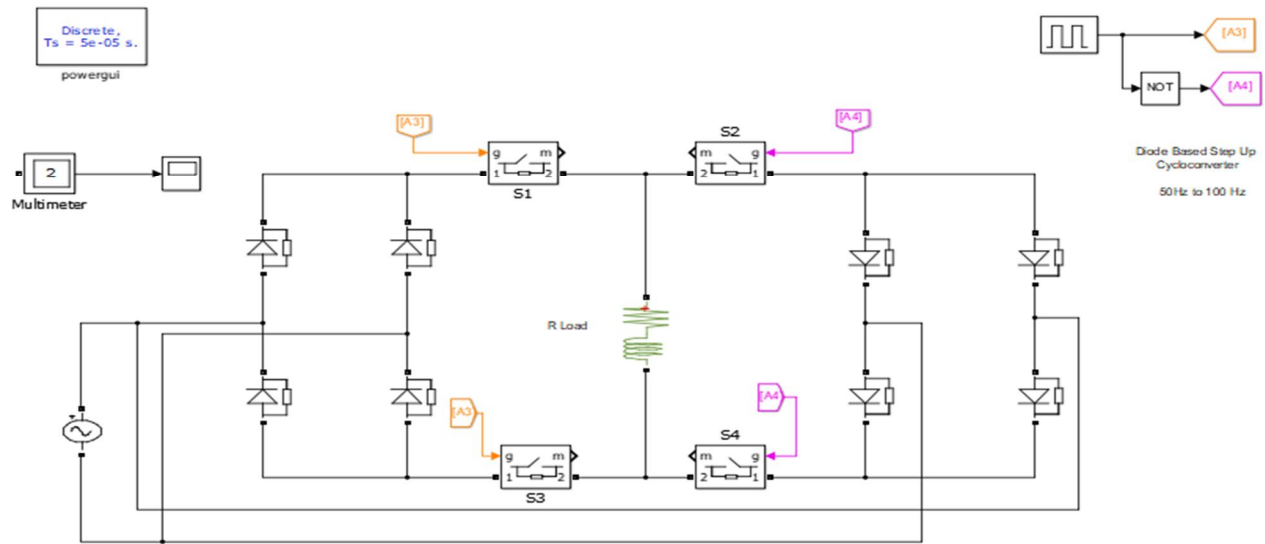 Discrete,
Ts = 5e-05 s.
powergui
[A3]
NOT
[A4]
Diode Based Step Up
Cycloconverter
50Hz to 100 Hz
2
Multimeter
[A3]
g m
1 2
S1
S2
m g
2 1
[A4]
R Load
[A3
g m
1 2
S3
[A4
S4
m g
2 1